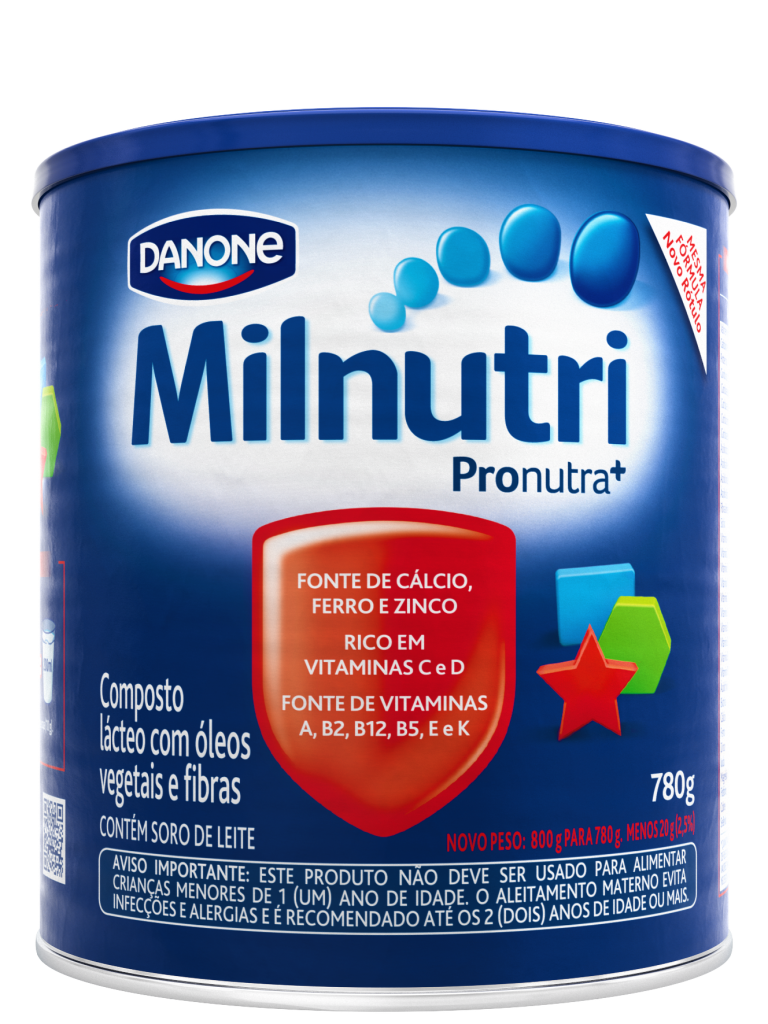 DANONE
MESMA
FÓRMULA
Novo Rótulo
Milnutri
Pronutra+
FONTE DE CÁLCIO,
FERRO E ZINCO
RICO EM
VITAMINAS C e D
FONTE DE VITAMINAS
A, B2, B12, B5, E e K
Composto
lácteo com óleos
vegetais e fibras
CONTÉM SORO DE LEITE
780g
NOVO PESO: 800 g PARA 780 g. MENOS 20 g (2,5%)
AVISO IMPORTANTE: ESTE PRODUTO NÃO DEVE SER USADO PARA ALIMENTAR
CRIANÇAS MENORES DE 1 (UM) ANO DE IDADE. O ALEITAMENTO MATERNO EVITA
INFECÇÕES E ALERGIAS E É RECOMENDADO ATÉ OS 2 (DOIS) ANOS DE IDADE OU MAIS.